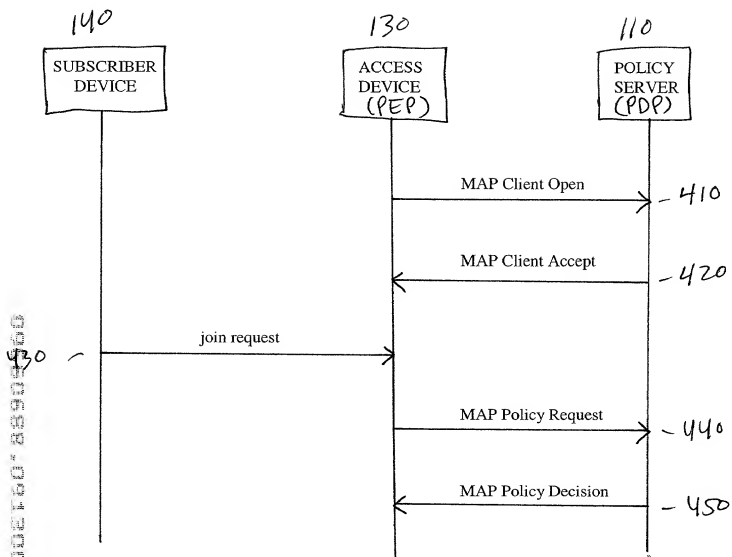 140
130
110
SUBSCRIBER
DEVICE
ACCESS
DEVICE
(PEP)
POLICY
SERVER
(PDP)
MAP Client Open
410
MAP Client Accept
420
join request
430
MAP Policy Request
440
MAP Policy Decision
450